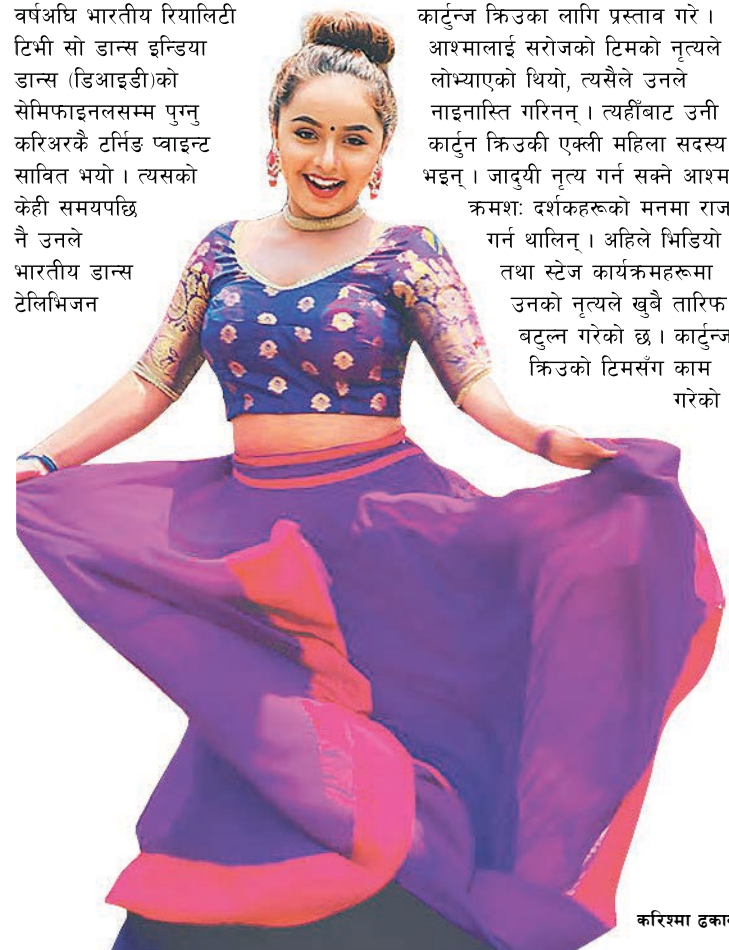 वर्षअघि भारतीय रियालिटी
टिभी सो डान्स इन्डिया
डान्स (डिआइडी)को
सेमिफाइनलसम्म पुग्नु
करिअरकै टर्निङ प्वाइन्ट
सावित भयो । त्यसको
केही समयपछि
नै उनले
भारतीय डान्स
टेलिभिजन
कार्टुन्ज क्रिउका लागि प्रस्ताव गरे ।
आश्मालाई सरोजको टिमको नृत्यले
लोभ्याएको थियो, त्यसैले उनले
नाइनास्ति गरिनन् । त्यहीँबाट उनी
कार्टुन क्रिउकी एक्ली महिला सदस्य
भइन् । जादुयी नृत्य गर्न सक्ने आश्म
क्रमशः दर्शकहरूको मनमा राज
गर्न थालिन् । अहिले भिडियो
तथा स्टेज कार्यक्रमहरूमा
उनको नृत्यले खुबै तारिफ
बटुल्न गरेको छ । कार्टुन्ज
क्रिउको टिमसँग काम
गरेको
करिश्मा ढका